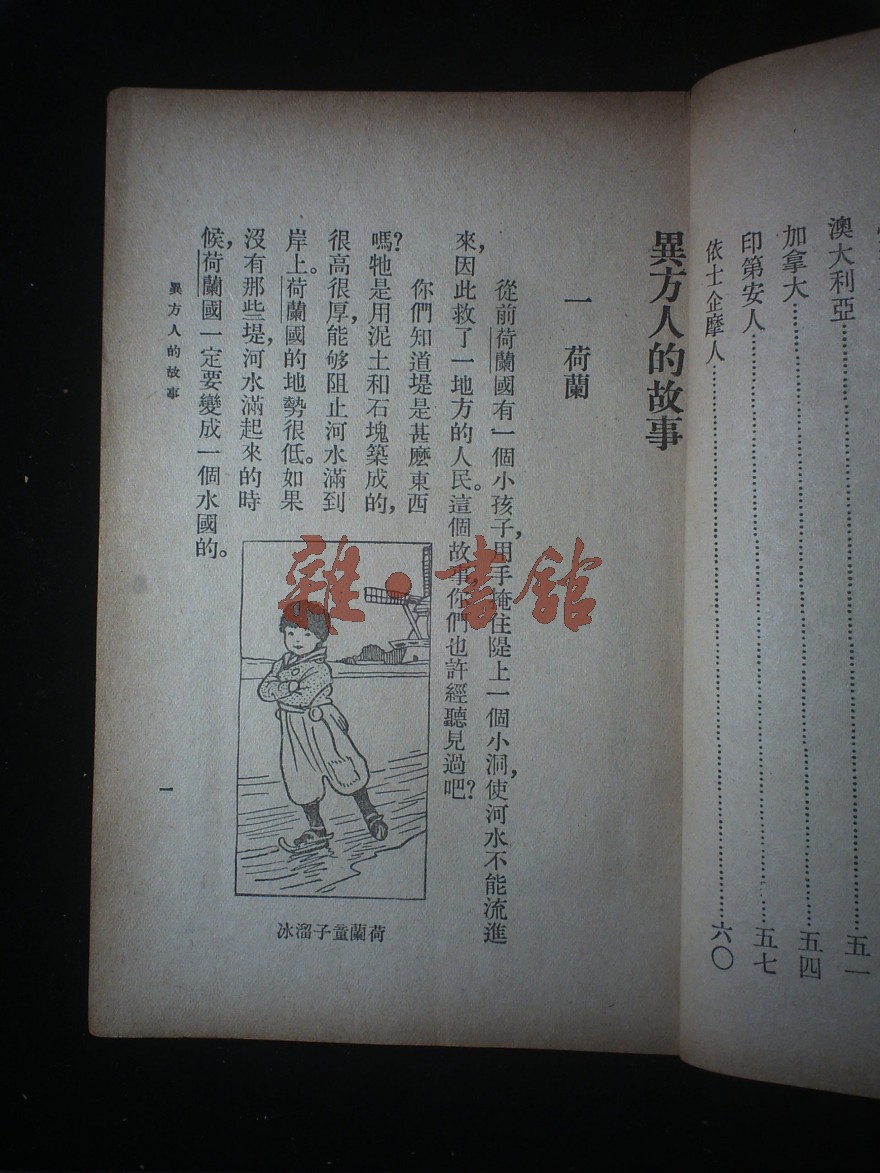 澳大利亞……五一
加拿大……五四
印第安人……五七
依士企摩人……六〇
異方人的故事
一 荷蘭
從前荷蘭國有一個小孩子，用手掩住隄上一個小洞，使河水不能流進
來，因此救了一地方的人民。這個故事，你們也許經聽見過吧？
你們知道堤是甚麽東西
嗎？牠是用泥土和石塊築成的，
很高很厚，能够阻止河水滿到
岸上。荷蘭國的地勢很低。如果
沒有那些堤，河水滿起來的時
候，荷蘭國一定要變成一個水國的。
冰溜子童蘭荷
異方人的故事
一
雜·書館